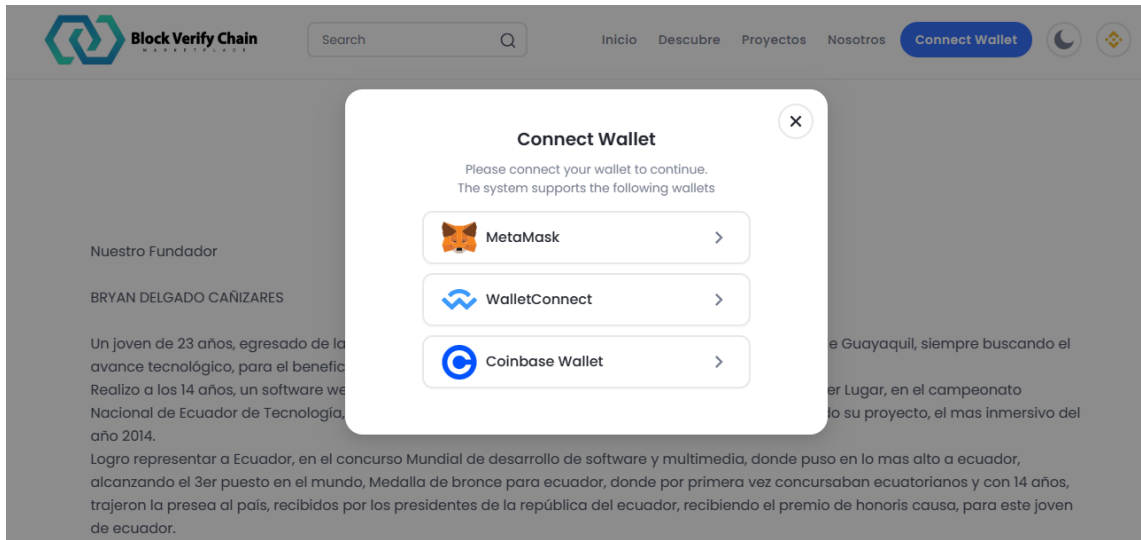 Block Verify Chain
MARKETPLACE
Search
Inicio Descubre Proyectos Nosotros Connect Wallet
Connect Wallet
Please connect your wallet to continue.
The system supports the following wallets
MetaMask
WalletConnect
Coinbase Wallet
Nuestro Fundador
BRYAN DELGADO CAÑIZARES
Un joven de 23 años, egresado de la e Guayaquil, siempre buscando el
avance tecnológico, para el benefic
Realizo a los 14 años, un software we er Lugar, en el campeonato
Nacional de Ecuador de Tecnología, do su proyecto, el mas inmersivo del
año 2014.
Logro representar a Ecuador, en el concurso Mundial de desarrollo de software y multimedia, donde puso en lo mas alto a ecuador,
alcanzando el 3er puesto en el mundo, Medalla de bronce para ecuador, donde por primera vez concursaban ecuatorianos y con 14 años,
trajeron la presea al país, recibidos por los presidentes de la república del ecuador, recibiendo el premio de honoris causa, para este joven
de ecuador.